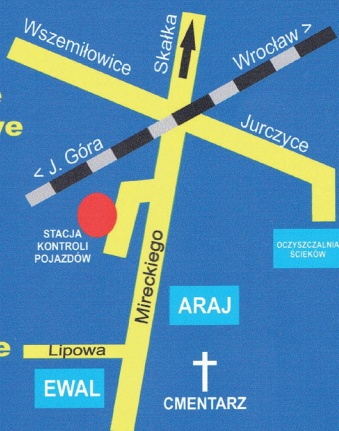 Skałka
Wszemiłowice
Wrocław >
Jurczyce
< J. Góra
STACJA
KONTROLI
POJAZDÓW
OCZYSZCZALNIA
ŚCIEKÓW
Mireckiego
ARAJ
Lipowa
EWAL
CMENTARZ